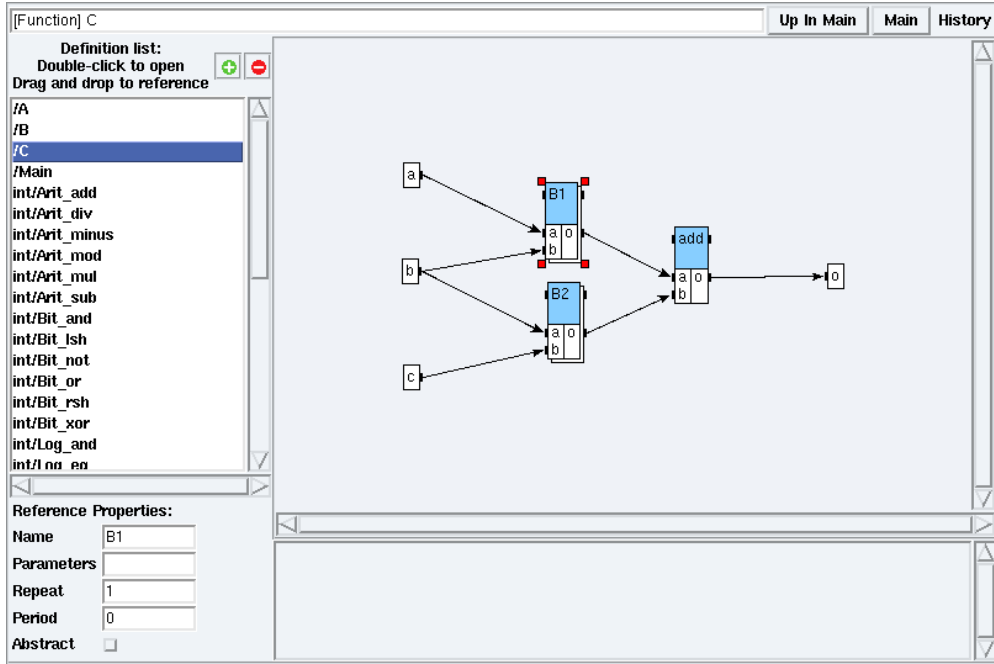 [Function] C
Up In Main
Main
History
Definition list:
Double-click to open
Drag and drop to reference
/A
/B
/C
/Main
int/Arit_add
int/Arit_div
int/Arit_minus
int/Arit_mod
int/Arit_mul
int/Arit_sub
int/Bit_and
int/Bit_lsh
int/Bit_not
int/Bit_or
int/Bit_rsh
int/Bit_xor
int/Log_and
int/Log_eq
Reference Properties:
Name B1
Parameters
Repeat 1
Period 0
Abstract
a
b
c
B1
a o
b
B2
a o
b
add
a o
b
o